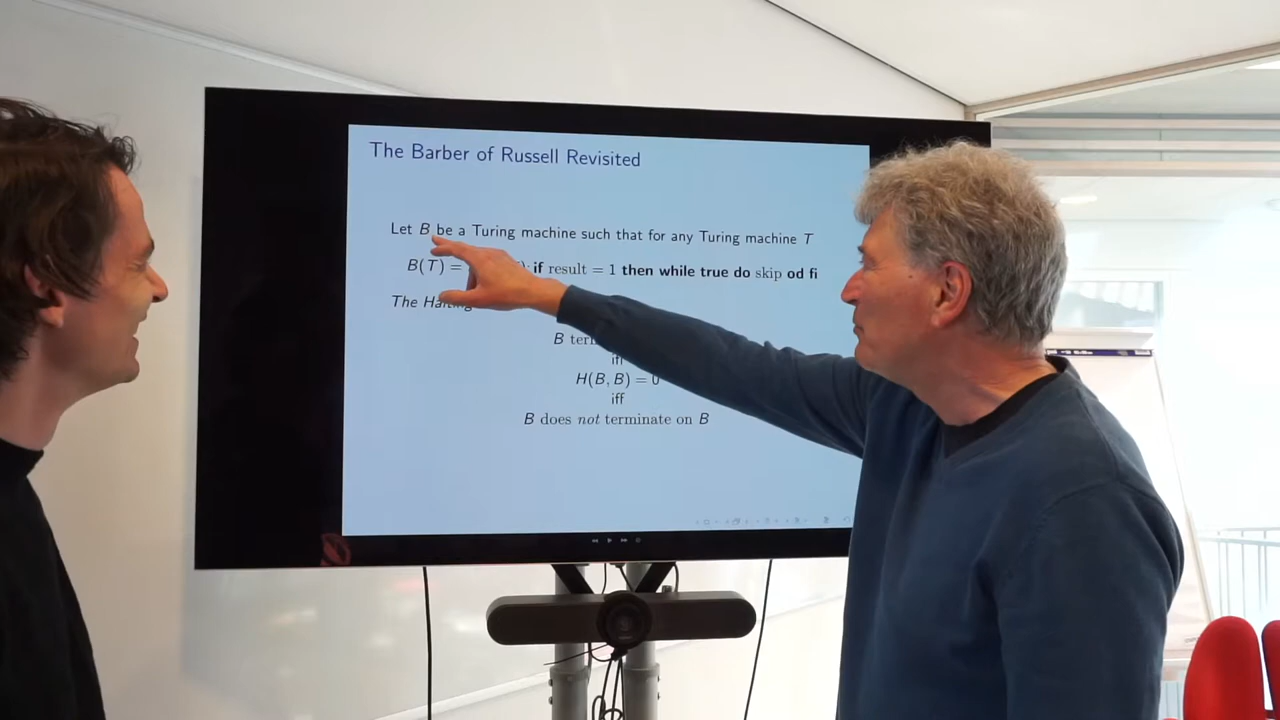 The Barber of Russell Revisited
Let B be a Turing machine such that for any Turing machine T
B(T) = if result = 1 then while true do skip od fi
The
B
iff
H(B, B) = 0
iff
B does not terminate on B